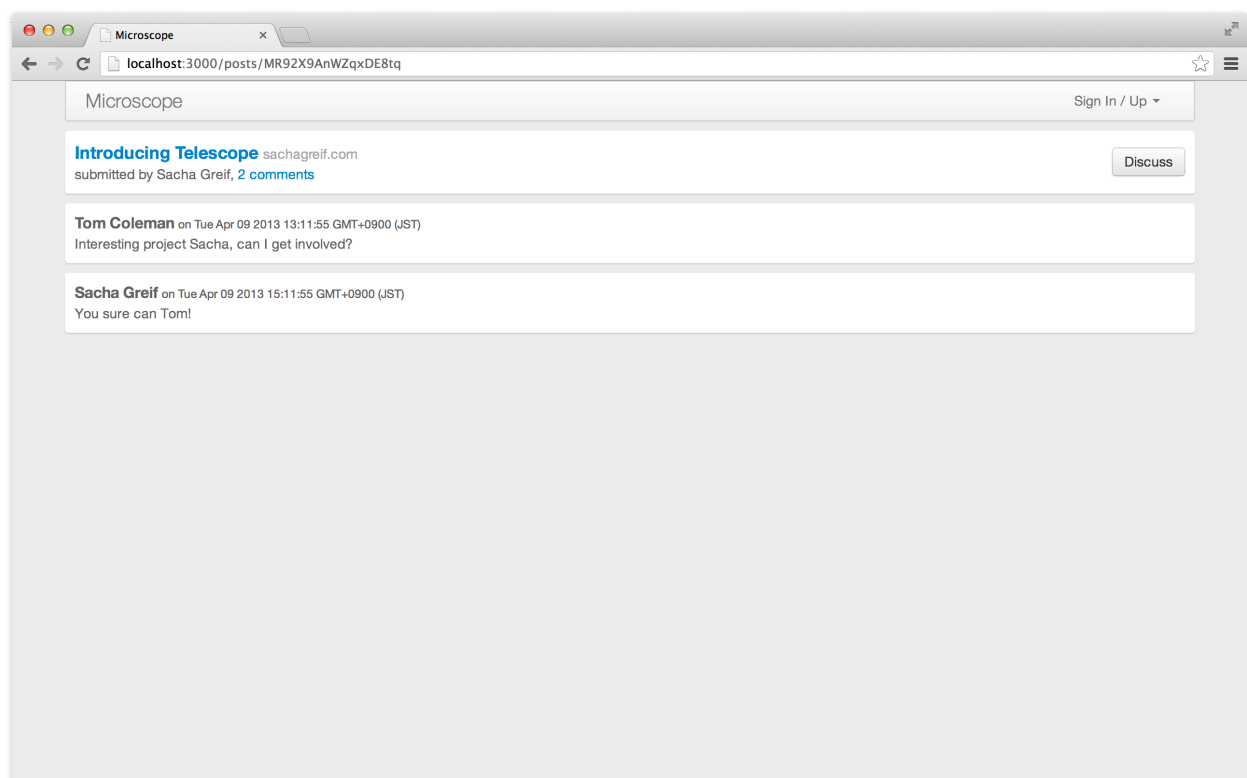 Microscope
localhost:3000/posts/MR92X9AnWZqxDE8tq
Microscope Sign In / Up
Introducing Telescope sachagreif.com
Discuss
submitted by Sacha Greif, 2 comments
Tom Coleman on Tue Apr 09 2013 13:11:55 GMT+0900 (JST)
Interesting project Sacha, can I get involved?
Sacha Greif on Tue Apr 09 2013 15:11:55 GMT+0900 (JST)
You sure can Tom!